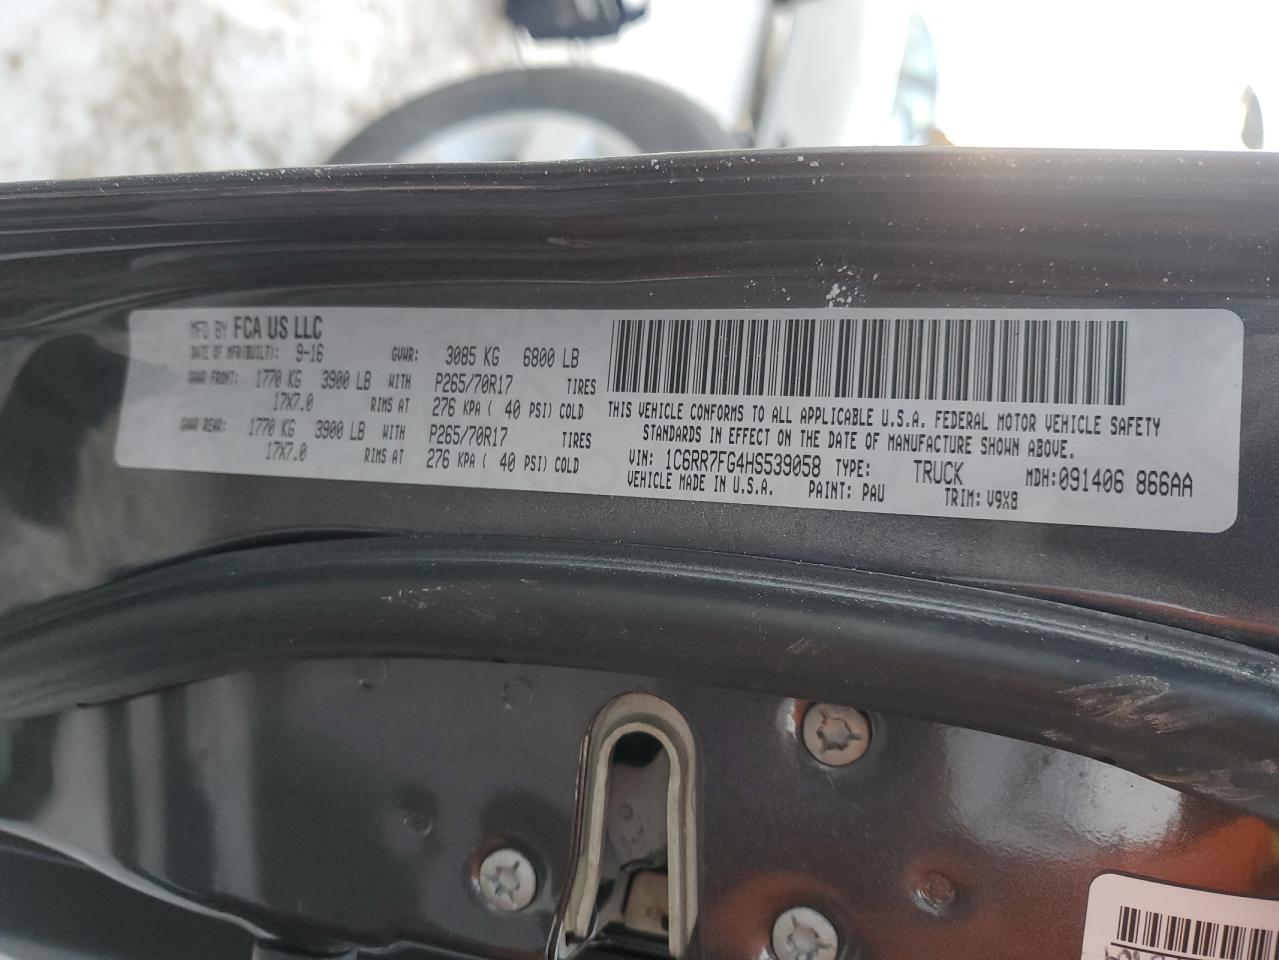 MFD BY FCA US LLC
DATE OF MFR(BUILT): 9-16 GVWR: 3085 KG 6800 LB
GAWR FRONT: 1770 KG 3900 LB WITH P265/70R17 TIRES
17X7.0 RIMS AT 276 KPA ( 40 PSI) COLD
GAWR REAR: 1770 KG 3900 LB WITH P265/70R17 TIRES
17X7.0 RIMS AT 276 KPA ( 40 PSI) COLD
THIS VEHICLE CONFORMS TO ALL APPLICABLE U.S.A. FEDERAL MOTOR VEHICLE SAFETY
STANDARDS IN EFFECT ON THE DATE OF MANUFACTURE SHOWN ABOVE.
VIN: 1C6RR7FG4HS539058 TYPE: TRUCK MDH:091406 866AA
VEHICLE MADE IN U.S.A. PAINT: PAU TRIM: V9X8